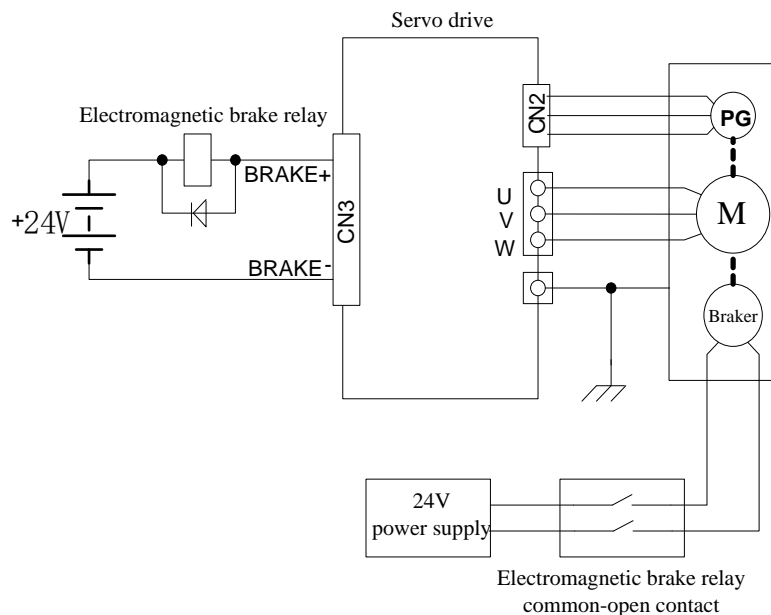 Servo drive
Electromagnetic brake relay
BRAKE+
+24V
CN3
BRAKE-
CN2
PG
U
V
W
M
Braker
24V
power supply
Electromagnetic brake relay
common-open contact